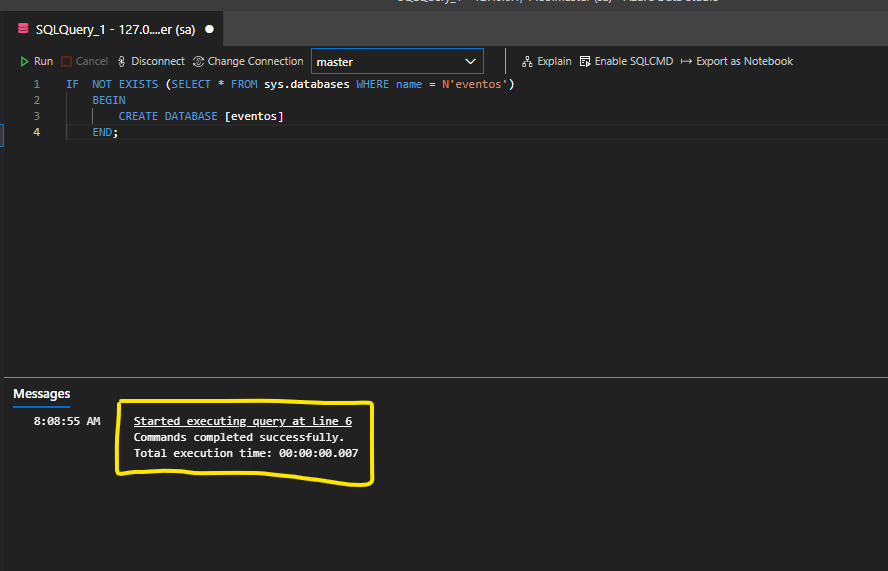 SQLQuery_1 - 127.0....er (sa)
Run Cancel Disconnect Change Connection master Explain Enable SQLCMD Export as Notebook
1 IF NOT EXISTS (SELECT * FROM sys.databases WHERE name = N'eventos')
2 BEGIN
3 CREATE DATABASE [eventos]
4 END;
Messages
8:08:55 AM Started executing query at Line 6
Commands completed successfully.
Total execution time: 00:00:00.007